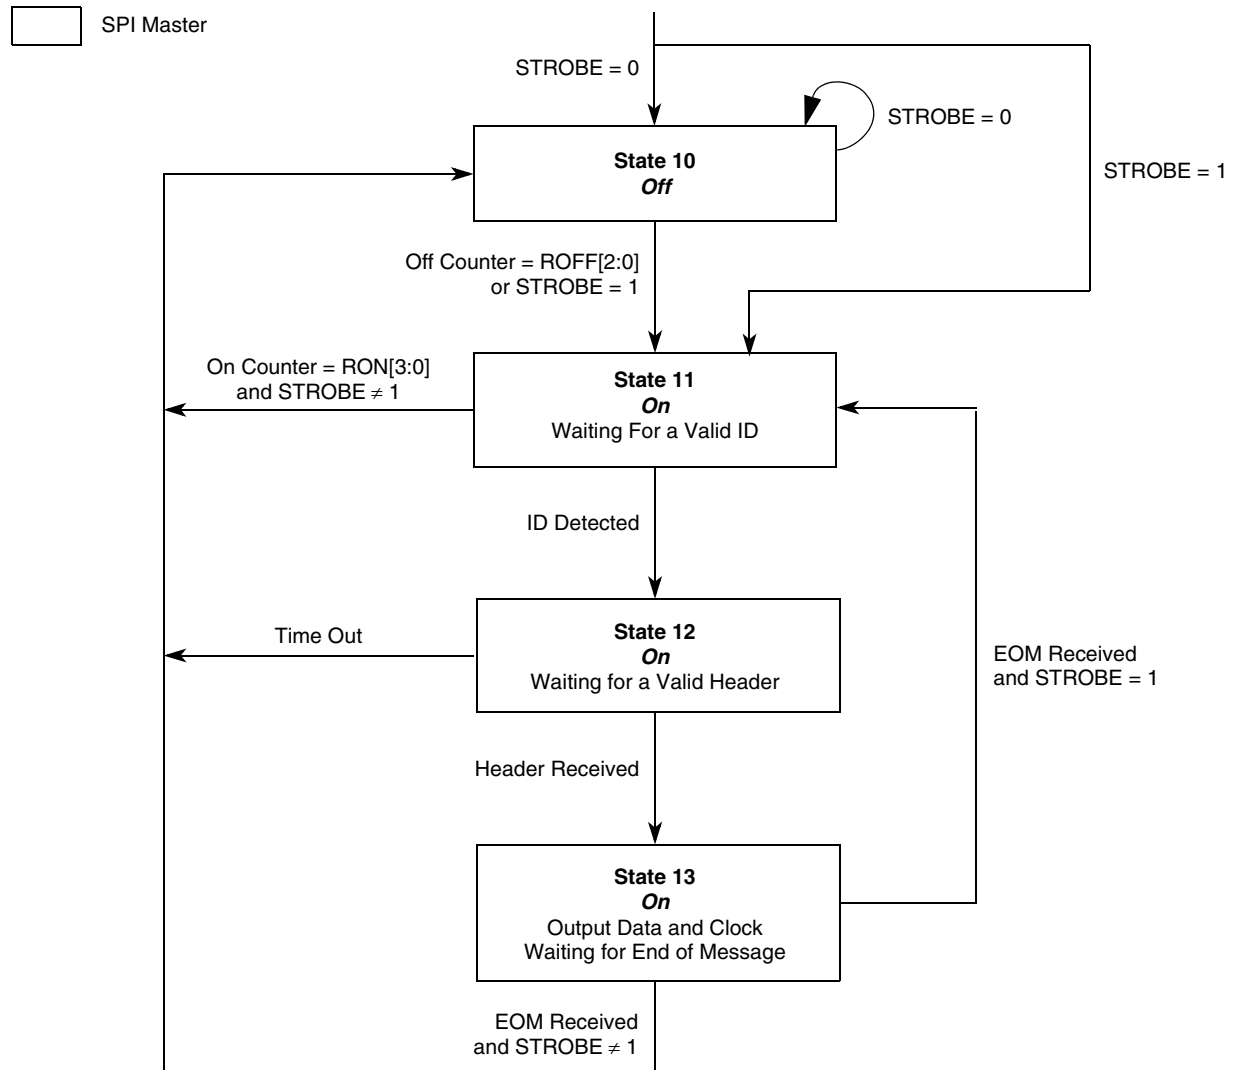 SPI Master
STROBE = 0
STROBE = 0
STROBE = 1
State 10
Off
Off Counter = ROFF[2:0]
or STROBE = 1
On Counter = RON[3:0]
and STROBE ≠ 1
State 11
On
Waiting For a Valid ID
ID Detected
Time Out
State 12
On
Waiting for a Valid Header
EOM Received
and STROBE = 1
Header Received
State 13
On
Output Data and Clock
Waiting for End of Message
EOM Received
and STROBE ≠ 1